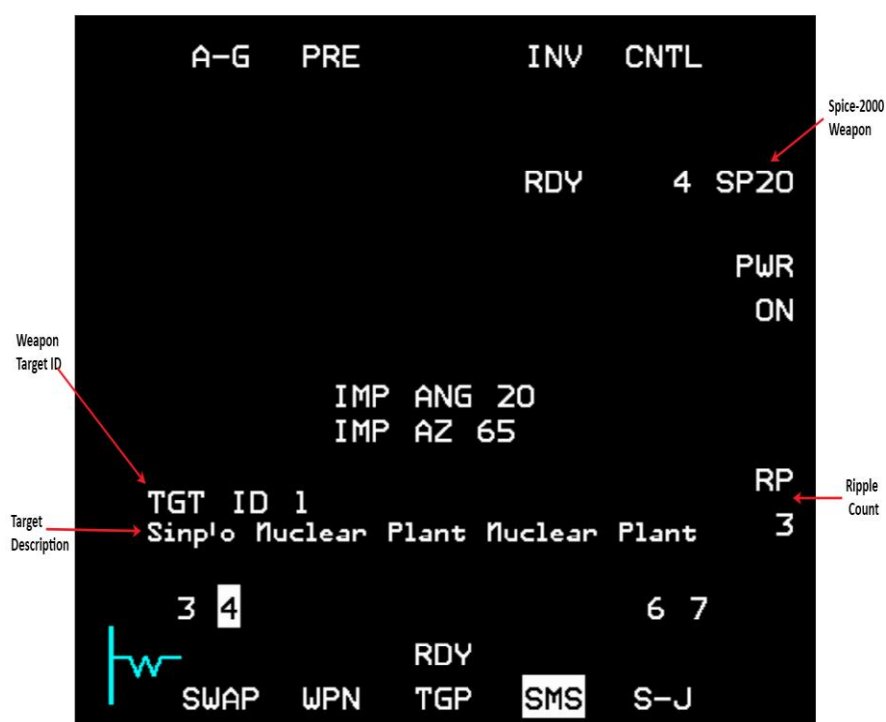 A-G PRE INV CNTL
Spice-2000
Weapon
RDY 4 SP20
PWR
ON
Weapon
Target ID
IMP ANG 20
IMP AZ 65
RP
Ripple
Count
TGT ID 1
3
Target
Description
Sinp'o Nuclear Plant Nuclear Plant
3 4 6 7
RDY
SWAP WPN TGP SMS S-J